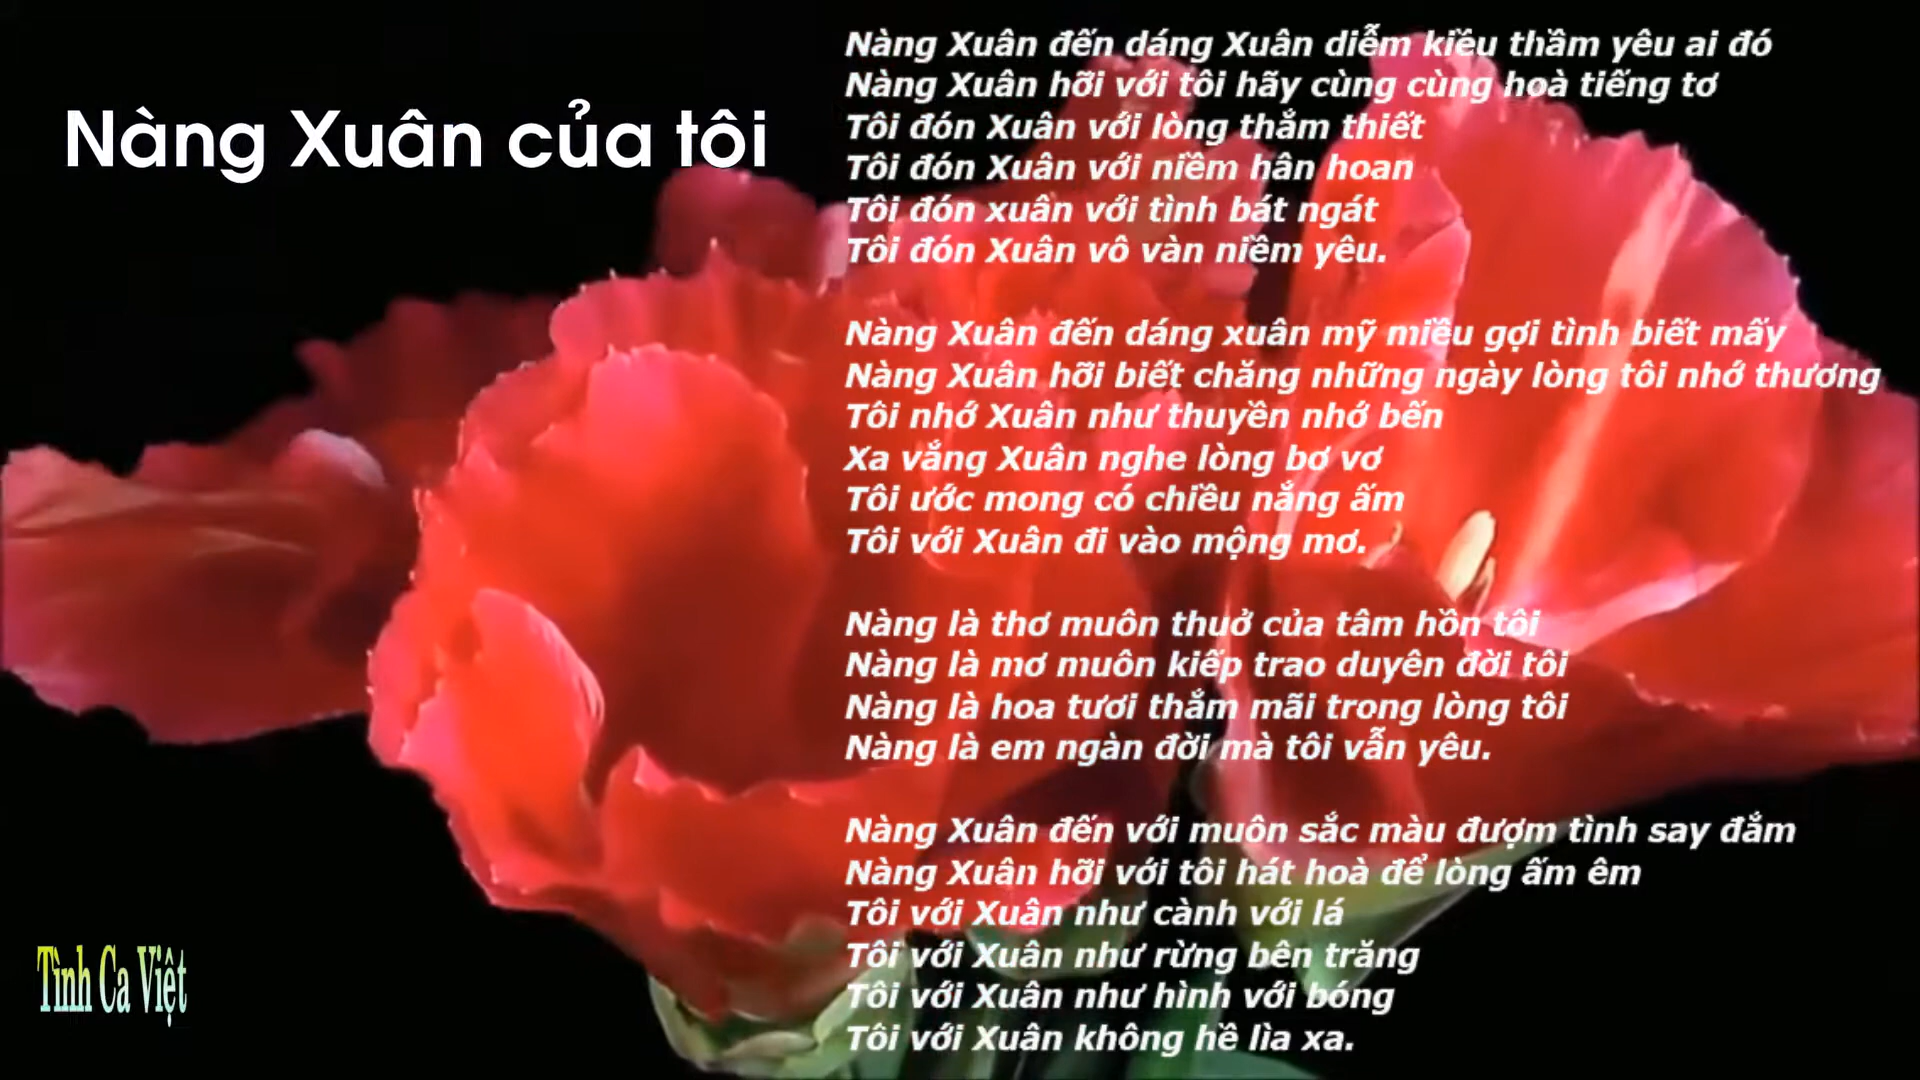 Nàng Xuân của tôi
Nàng Xuân đến dáng Xuân diễm kiều thầm yêu ai đó
Nàng Xuân hỡi với tôi hãy cùng cùng hoà tiếng tơ
Tôi đón Xuân với lòng thắm thiết
Tôi đón Xuân với niềm hân hoan
Tôi đón xuân với tình bát ngát
Tôi đón Xuân vô vàn niềm yêu.
Nàng Xuân đến dáng xuân mỹ miều gợi tình biết mấy
Nàng Xuân hỡi biết chăng những ngày lòng tôi nhớ thương
Tôi nhớ Xuân như thuyền nhớ bến
Xa vắng Xuân nghe lòng bơ vơ
Tôi ước mong có chiều nắng ấm
Tôi với Xuân đi vào mộng mơ.
Nàng là thơ muôn thuở của tâm hồn tôi
Nàng là mơ muôn kiếp trao duyên đời tôi
Nàng là hoa tươi thắm mãi trong lòng tôi
Nàng là em ngàn đời mà tôi vẫn yêu.
Nàng Xuân đến với muôn sắc màu đượm tình say đắm
Nàng Xuân hỡi với tôi hát hoà để lòng ấm êm
Tôi với Xuân như cành với lá
Tôi với Xuân như rừng bên trăng
Tôi với Xuân như hình với bóng
Tôi với Xuân không hề lìa xa.
Tình Ca Việt